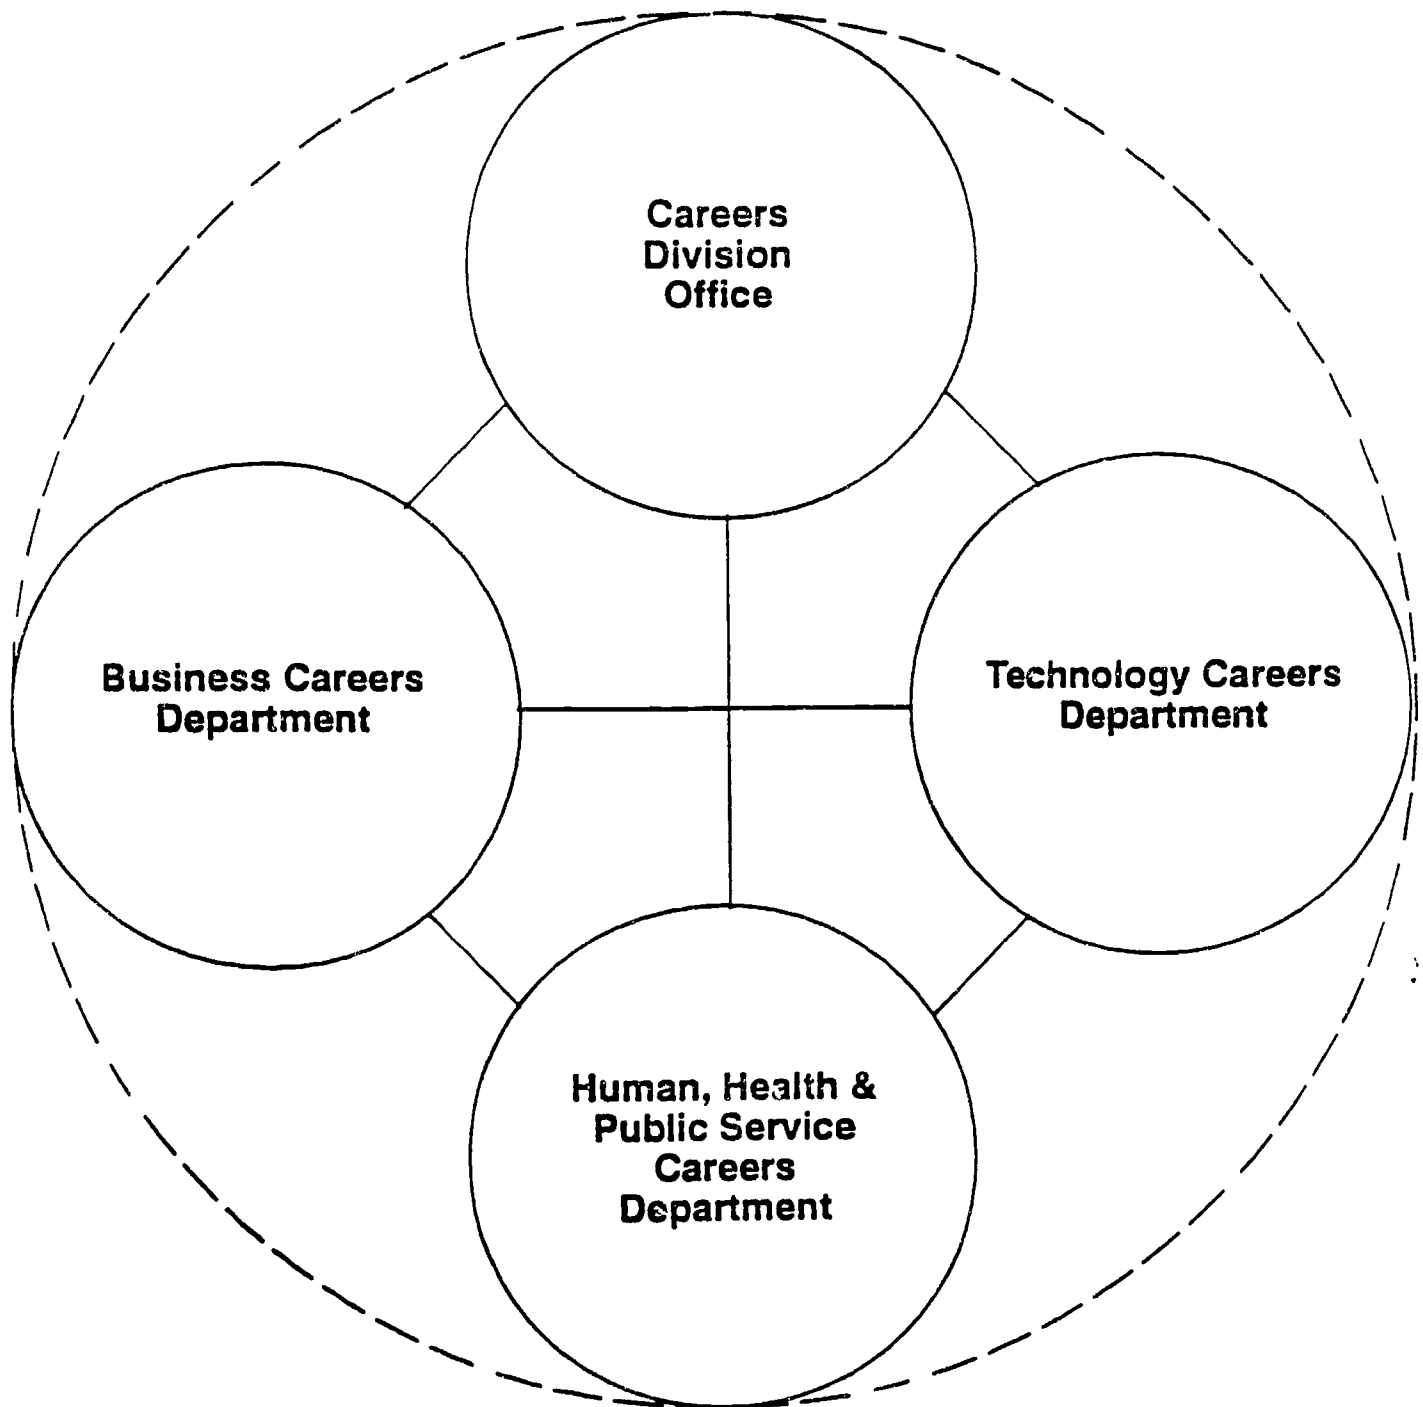 Careers
Division
Office
Business Careers
Department
Technology Careers
Department
Human, Health &
Public Service
Careers
Department